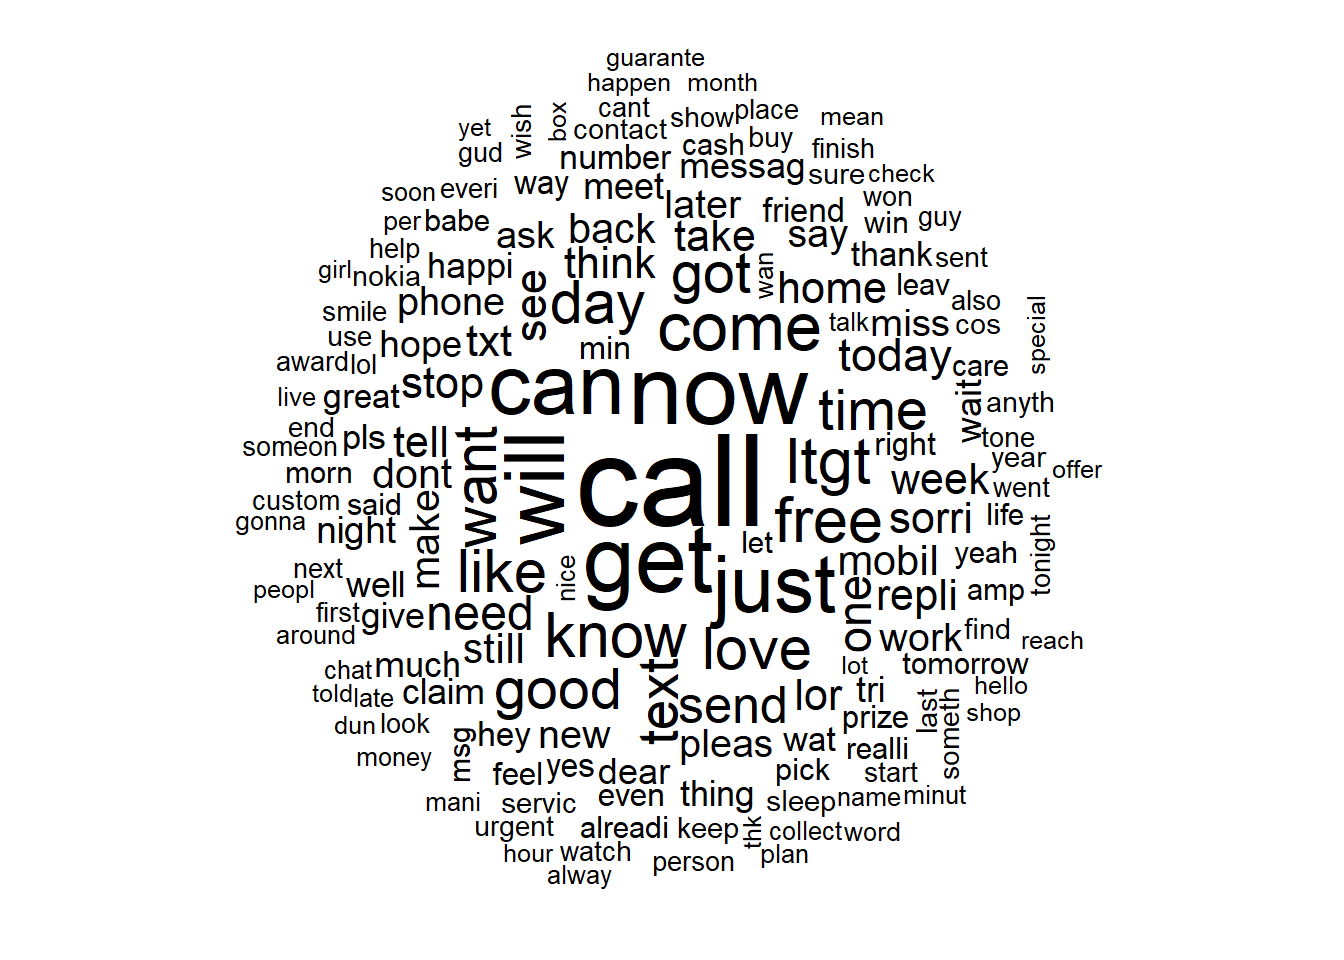 guarante
happen month
cant show place
yet wish box contact cash buy mean
gud number messag finish
soon everi way meet sure check
per babe later friend won win guy
help ask back take say
girl nokia happi think got wan thank sent
smile phone see day home leav also
use hope txt min come talk miss cos special
award lol stop can now today care
live great time wait anyth
end someon pls tell want will call ltgt right tone year offer
morn dont week went
custom said make free sorri life
gonna night get let mobil yeah tonight
next peopl well like nice just one repli amp
first give need
around still know love work find reach
chat much text lot tomorrow
told late claim good send lor tri hello
dun look msg hey new pleas wat prize last someth shop
money feel yes dear pick realli start
mani servic even thing sleep name minut
urgent alreadi keep thk collect word
hour watch person plan
alway